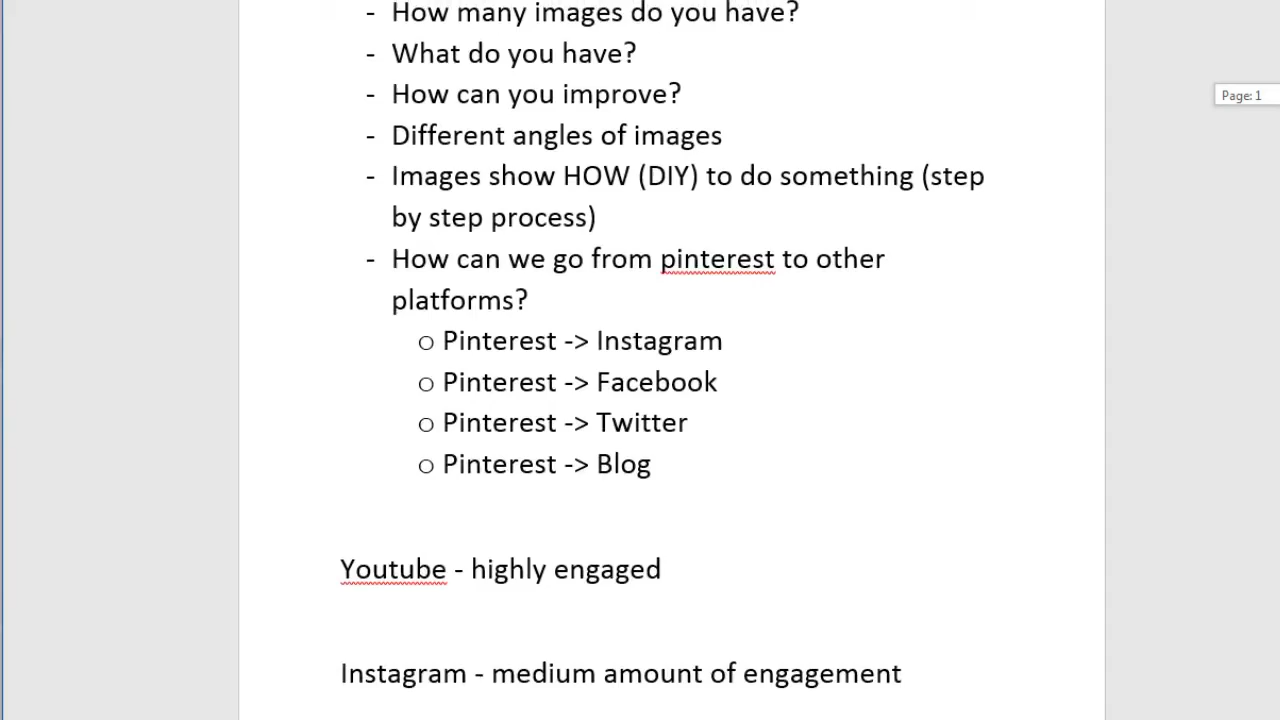 - How many images do you have?
- What do you have?
- How can you improve?
- Different angles of images
- Images show HOW (DIY) to do something (step
by step process)
- How can we go from pinterest to other
platforms?
o Pinterest -> Instagram
o Pinterest -> Facebook
o Pinterest -> Twitter
o Pinterest -> Blog
Youtube - highly engaged
Instagram - medium amount of engagement
Page: 1